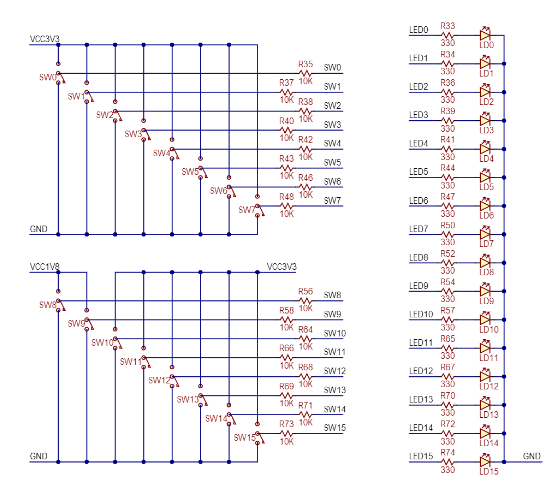 VCC3V3
SW0 R35 10K SW0
SW1 R37 10K SW1
SW2 R38 10K SW2
SW3 R40 10K SW3
SW4 R42 10K SW4
SW5 R43 10K SW5
SW6 R46 10K SW6
SW7 R48 10K SW7
GND
VCC1V8 VCC3V3
SW8 R56 10K SW8
SW9 R58 10K SW9
SW10 R64 10K SW10
SW11 R66 10K SW11
SW12 R68 10K SW12
SW13 R69 10K SW13
SW14 R71 10K SW14
SW15 R73 10K SW15
GND
LED0 R33 330 LD0
LED1 R34 330 LD1
LED2 R36 330 LD2
LED3 R39 330 LD3
LED4 R41 330 LD4
LED5 R44 330 LD5
LED6 R47 330 LD6
LED7 R50 330 LD7
LED8 R52 330 LD8
LED9 R54 330 LD9
LED10 R57 330 LD10
LED11 R65 330 LD11
LED12 R67 330 LD12
LED13 R70 330 LD13
LED14 R72 330 LD14
LED15 R74 330 LD15 GND